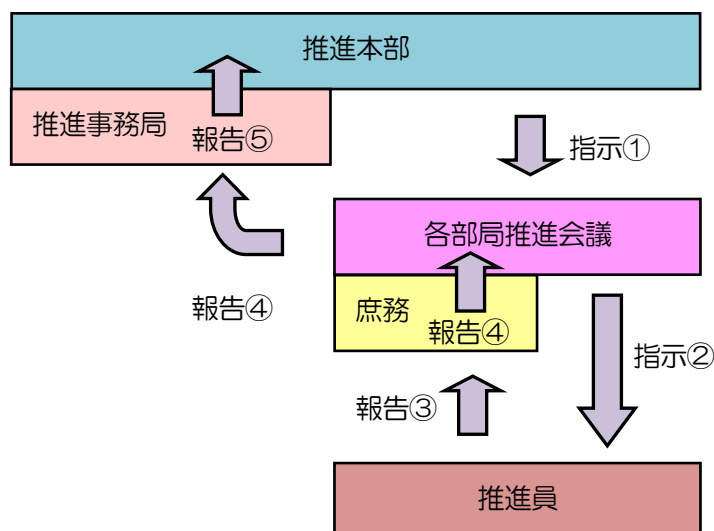 推進本部
推進事務局
報告⑤
指示①
各部局推進会議
報告④
庶務
報告④
指示②
報告③
推進員